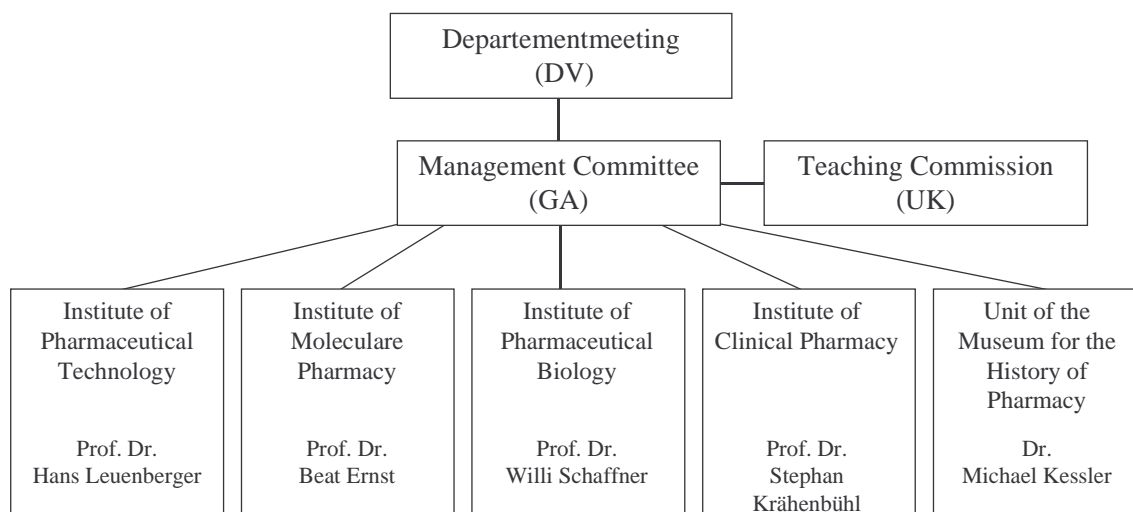 Departementmeeting
(DV)
Management Committee
(GA)
Teaching Commission
(UK)
Institute of
Pharmaceutical
Technology
Prof. Dr.
Hans Leuenberger
Institute of
Moleculare
Pharmacy
Prof. Dr.
Beat Ernst
Institute of
Pharmaceutical
Biology
Prof. Dr.
Willi Schaffner
Institute of
Clinical Pharmacy
Prof. Dr.
Stephan
Krähenbühl
Unit of the
Museum for the
History of
Pharmacy
Dr.
Michael Kessler